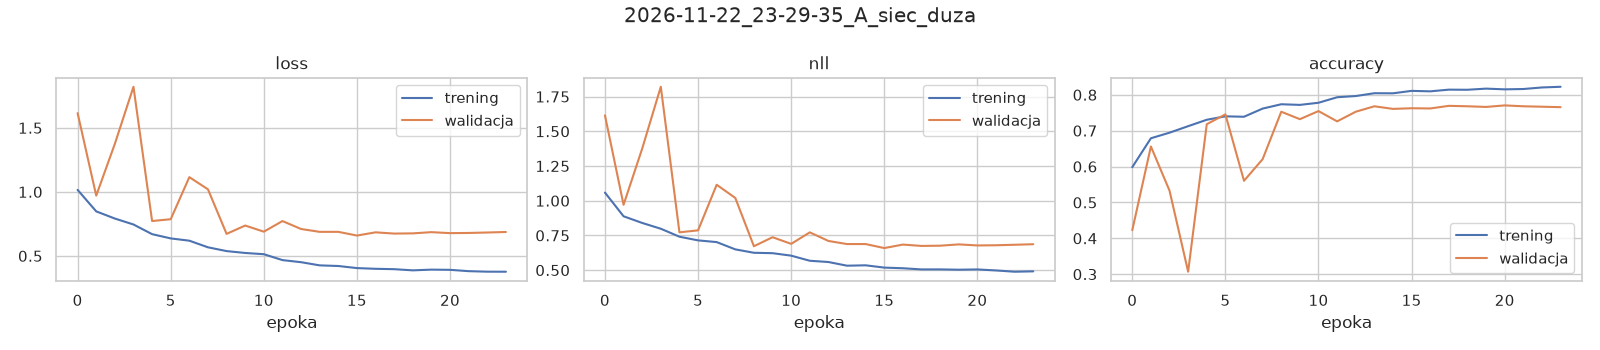 2026-11-22_23-29-35_A_siec_duza
loss
1.5
1.0
0.5
0 5 10 15 20
epoka
trening
walidacja
nll
1.75
1.50
1.25
1.00
0.75
0.50
0 5 10 15 20
epoka
trening
walidacja
accuracy
0.8
0.7
0.6
0.5
0.4
0.3
0 5 10 15 20
epoka
trening
walidacja